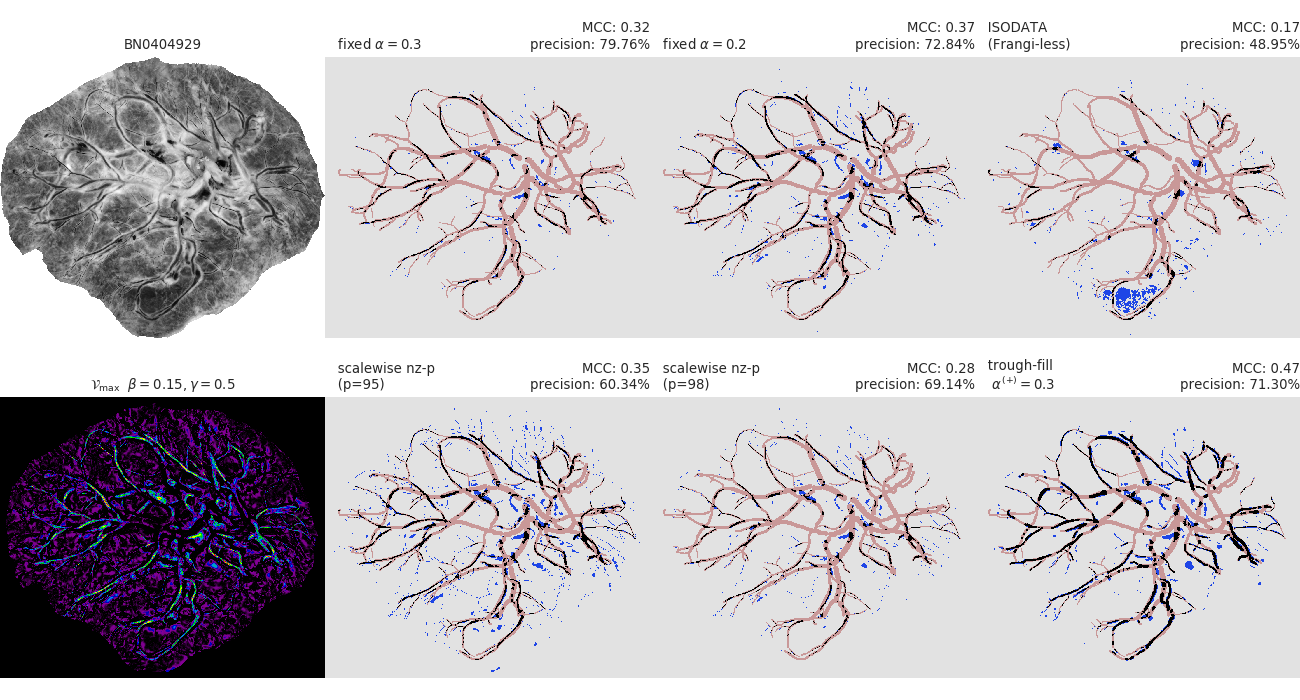 BN0404929
fixed α = 0.3
MCC: 0.32
precision: 79.76%
fixed α = 0.2
MCC: 0.37
precision: 72.84%
ISODATA
(Frangi-less)
MCC: 0.17
precision: 48.95%
𝒱max β = 0.15, γ = 0.5
scalewise nz-p
(p=95)
MCC: 0.35
precision: 60.34%
scalewise nz-p
(p=98)
MCC: 0.28
precision: 69.14%
trough-fill
α(+) = 0.3
MCC: 0.47
precision: 71.30%